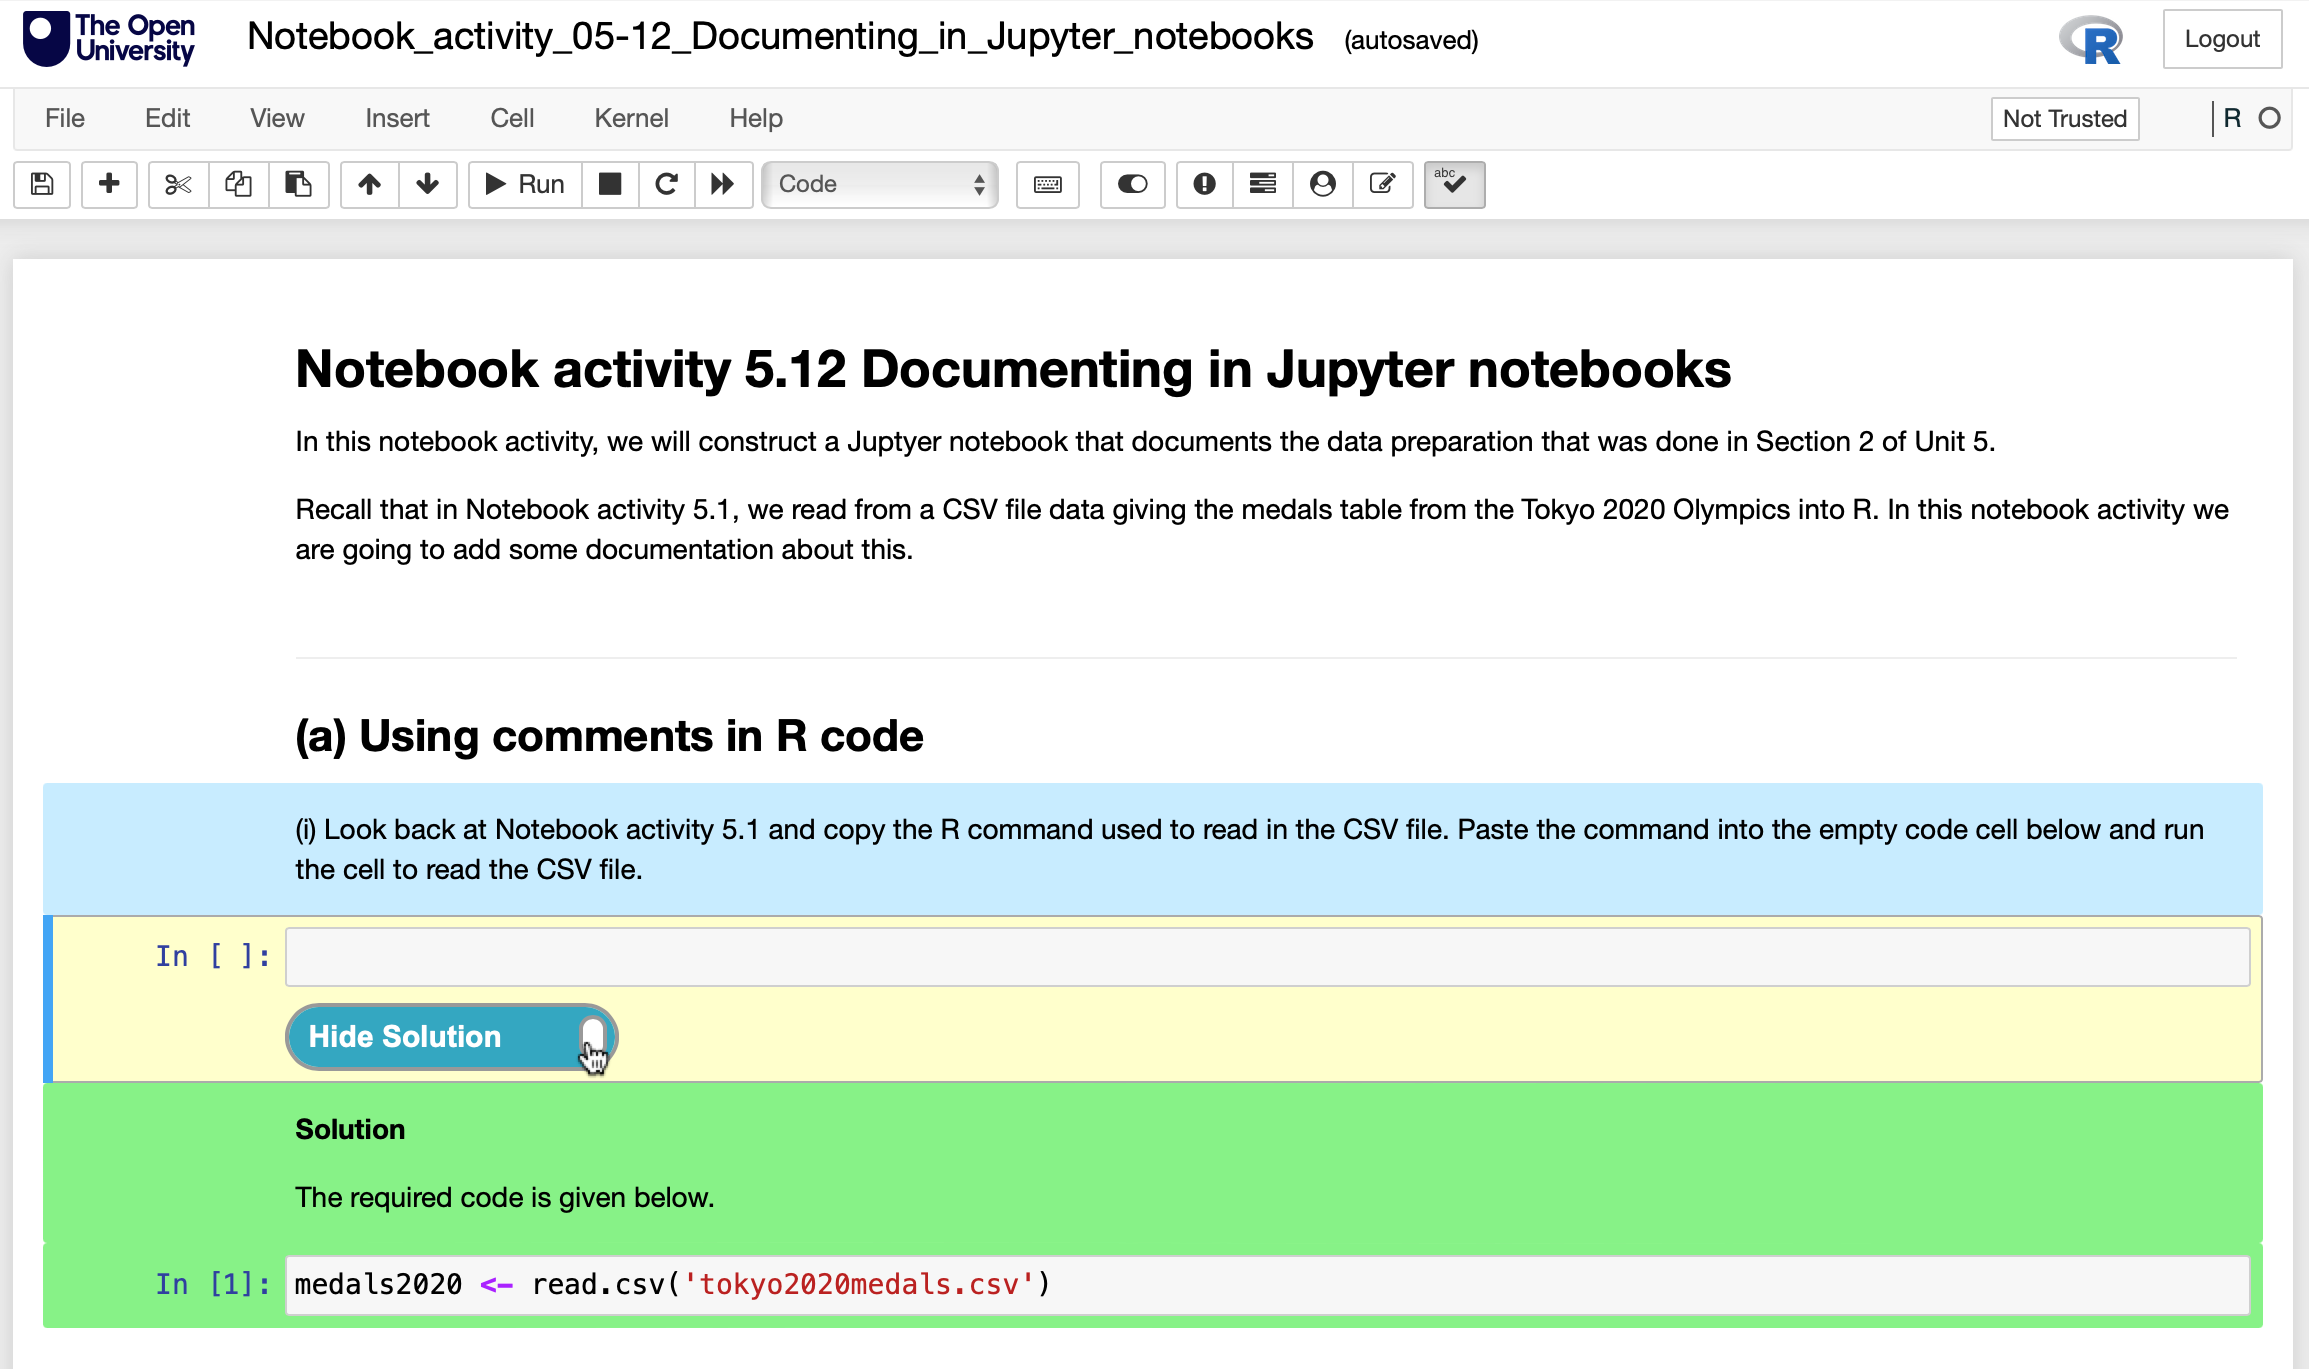 The Open
University
Notebook_activity_05-12_Documenting_in_Jupyter_notebooks (autosaved)
R
Logout
File Edit View Insert Cell Kernel Help Not Trusted R
Run Code abc
Notebook activity 5.12 Documenting in Jupyter notebooks
In this notebook activity, we will construct a Juptyer notebook that documents the data preparation that was done in Section 2 of Unit 5.
Recall that in Notebook activity 5.1, we read from a CSV file data giving the medals table from the Tokyo 2020 Olympics into R. In this notebook activity we
are going to add some documentation about this.
(a) Using comments in R code
(i) Look back at Notebook activity 5.1 and copy the R command used to read in the CSV file. Paste the command into the empty code cell below and run
the cell to read the CSV file.
In [ ]:
Hide Solution
Solution
The required code is given below.
In [1]: medals2020 <- read.csv('tokyo2020medals.csv')